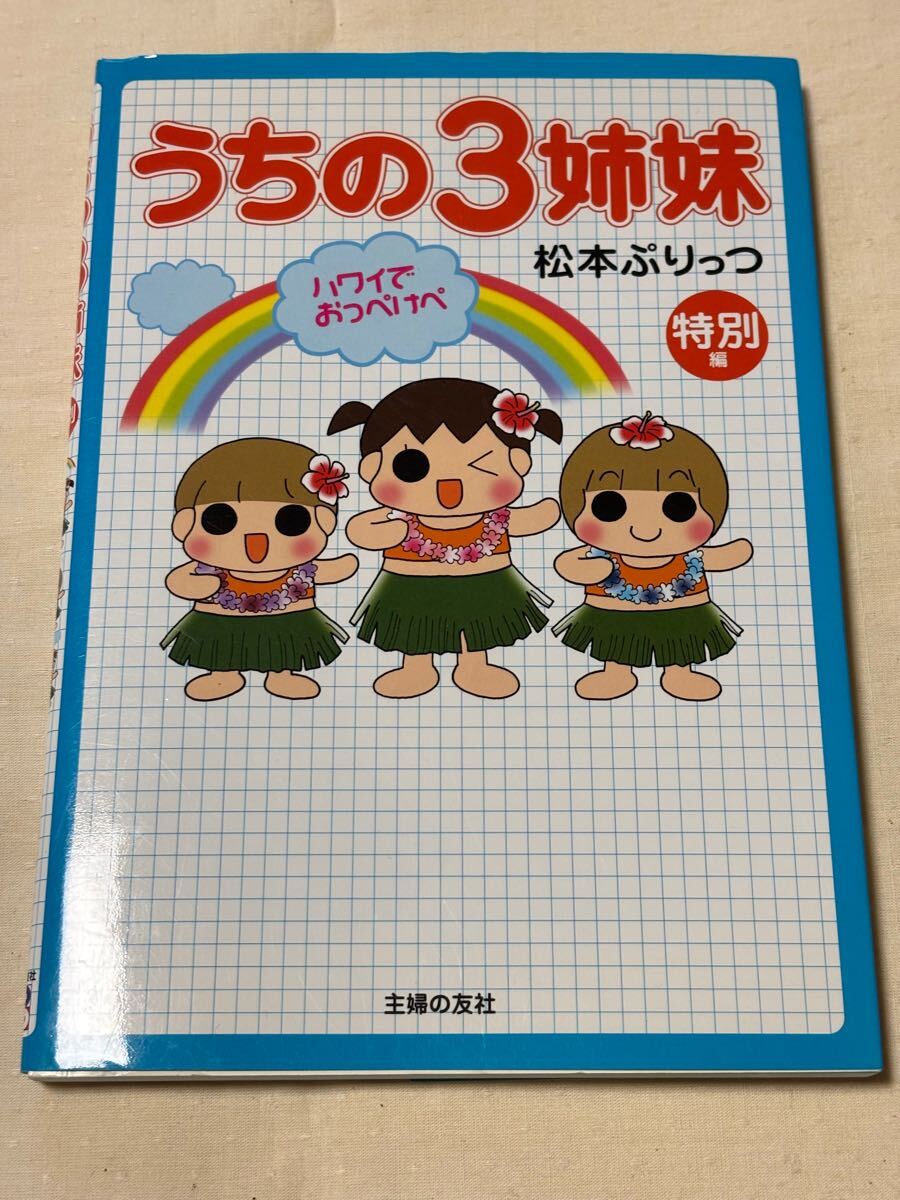 うちの3姉妹
松本ぷりっつ
ハワイで
おっぺけぺ
特別
編
主婦の友社